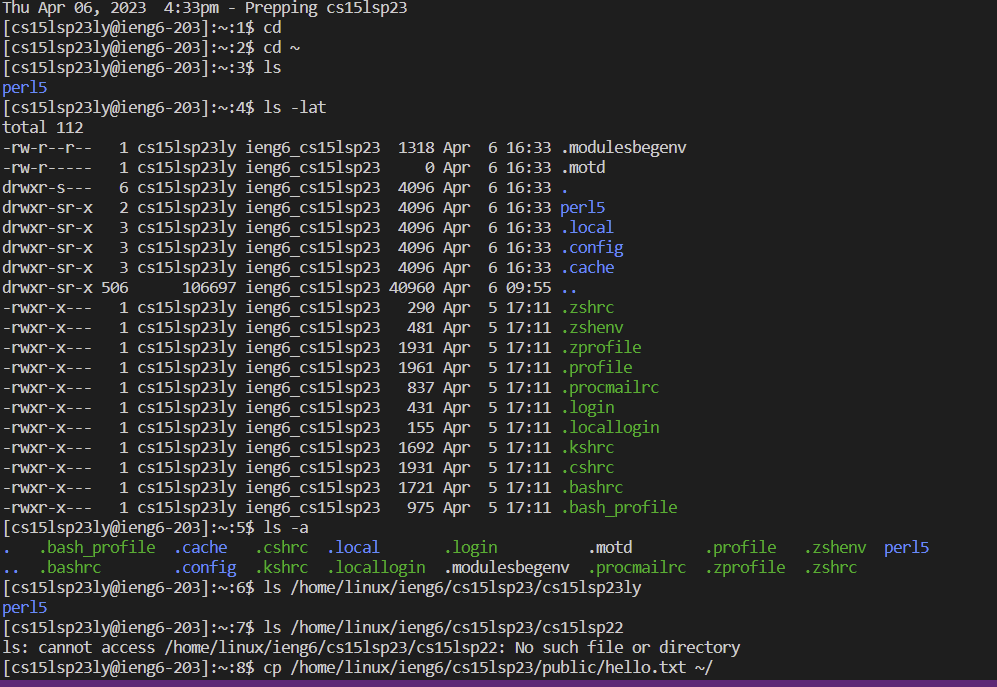 Thu Apr 06, 2023  4:33pm - Prepping cs15lsp23
[cs15lsp23ly@ieng6-203]:~:1$ cd
[cs15lsp23ly@ieng6-203]:~:2$ cd ~
[cs15lsp23ly@ieng6-203]:~:3$ ls
perl5
[cs15lsp23ly@ieng6-203]:~:4$ ls -lat
total 112
-rw-r--r--   1 cs15lsp23ly ieng6_cs15lsp23  1318 Apr  6 16:33 .modulesbegenv
-rw-r-----   1 cs15lsp23ly ieng6_cs15lsp23     0 Apr  6 16:33 .motd
drwxr-s---   6 cs15lsp23ly ieng6_cs15lsp23  4096 Apr  6 16:33 .
drwxr-sr-x   2 cs15lsp23ly ieng6_cs15lsp23  4096 Apr  6 16:33 perl5
drwxr-sr-x   3 cs15lsp23ly ieng6_cs15lsp23  4096 Apr  6 16:33 .local
drwxr-sr-x   3 cs15lsp23ly ieng6_cs15lsp23  4096 Apr  6 16:33 .config
drwxr-sr-x   3 cs15lsp23ly ieng6_cs15lsp23  4096 Apr  6 16:33 .cache
drwxr-sr-x 506      106697 ieng6_cs15lsp23 40960 Apr  6 09:55 ..
-rwxr-x---   1 cs15lsp23ly ieng6_cs15lsp23   290 Apr  5 17:11 .zshrc
-rwxr-x---   1 cs15lsp23ly ieng6_cs15lsp23   481 Apr  5 17:11 .zshenv
-rwxr-x---   1 cs15lsp23ly ieng6_cs15lsp23  1931 Apr  5 17:11 .zprofile
-rwxr-x---   1 cs15lsp23ly ieng6_cs15lsp23  1961 Apr  5 17:11 .profile
-rwxr-x---   1 cs15lsp23ly ieng6_cs15lsp23   837 Apr  5 17:11 .procmailrc
-rwxr-x---   1 cs15lsp23ly ieng6_cs15lsp23   431 Apr  5 17:11 .login
-rwxr-x---   1 cs15lsp23ly ieng6_cs15lsp23   155 Apr  5 17:11 .locallogin
-rwxr-x---   1 cs15lsp23ly ieng6_cs15lsp23  1692 Apr  5 17:11 .kshrc
-rwxr-x---   1 cs15lsp23ly ieng6_cs15lsp23  1931 Apr  5 17:11 .cshrc
-rwxr-x---   1 cs15lsp23ly ieng6_cs15lsp23  1721 Apr  5 17:11 .bashrc
-rwxr-x---   1 cs15lsp23ly ieng6_cs15lsp23   975 Apr  5 17:11 .bash_profile
[cs15lsp23ly@ieng6-203]:~:5$ ls -a
.   .bash_profile  .cache   .cshrc  .local       .login          .motd        .profile   .zshenv  perl5
..  .bashrc        .config  .kshrc  .locallogin  .modulesbegenv  .procmailrc  .zprofile  .zshrc
[cs15lsp23ly@ieng6-203]:~:6$ ls /home/linux/ieng6/cs15lsp23/cs15lsp23ly
perl5
[cs15lsp23ly@ieng6-203]:~:7$ ls /home/linux/ieng6/cs15lsp23/cs15lsp22
ls: cannot access /home/linux/ieng6/cs15lsp23/cs15lsp22: No such file or directory
[cs15lsp23ly@ieng6-203]:~:8$ cp /home/linux/ieng6/cs15lsp23/public/hello.txt ~/